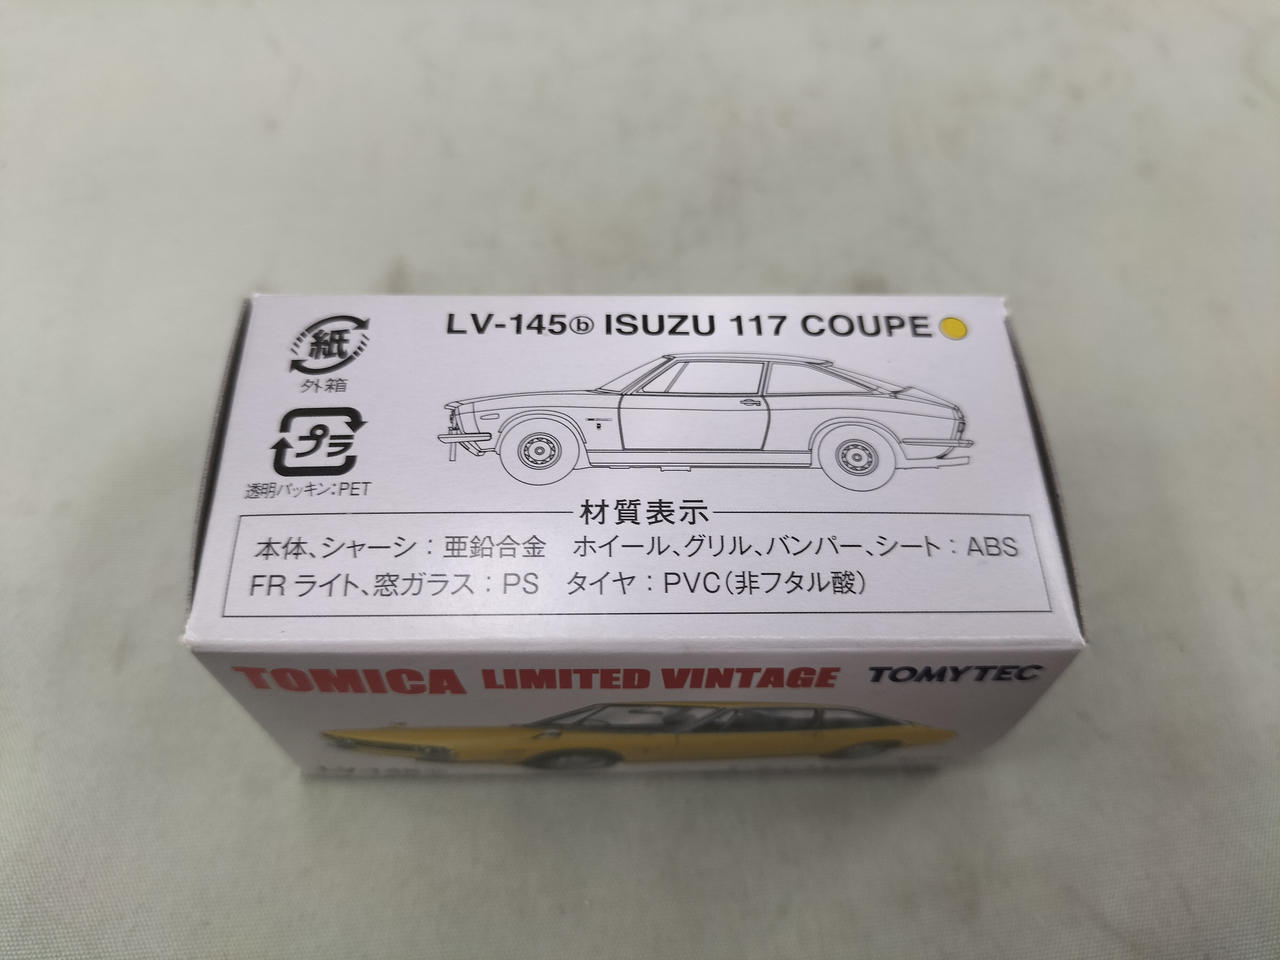 LV-145ⓑ ISUZU 117 COUPE
紙
外箱
プラ
透明パッキン：PET
材質表示
本体、シャーシ：亜鉛合金　ホイール、グリル、バンパー、シート：ABS
FRライト、窓ガラス：PS　タイヤ：PVC（非フタル酸）
TOMICA LIMITED VINTAGE TOMYTEC